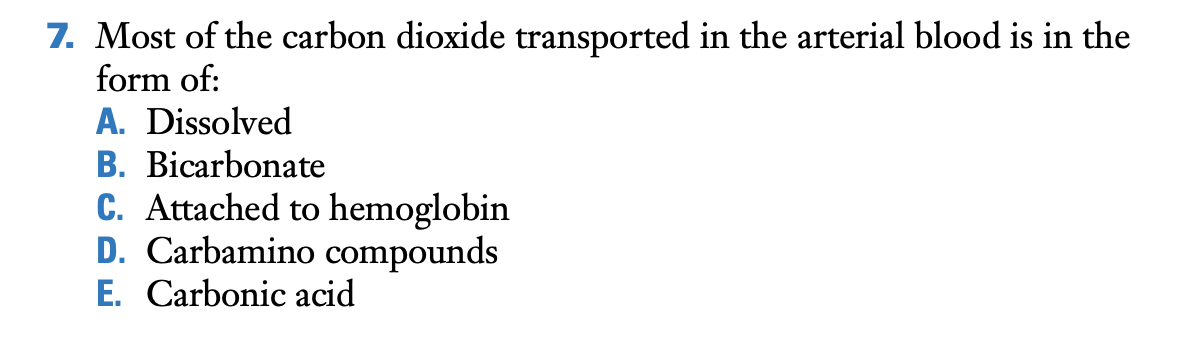 7. Most of the carbon dioxide transported in the arterial blood is in the
form of:
A. Dissolved
B. Bicarbonate
C. Attached to hemoglobin
D. Carbamino compounds
E. Carbonic acid